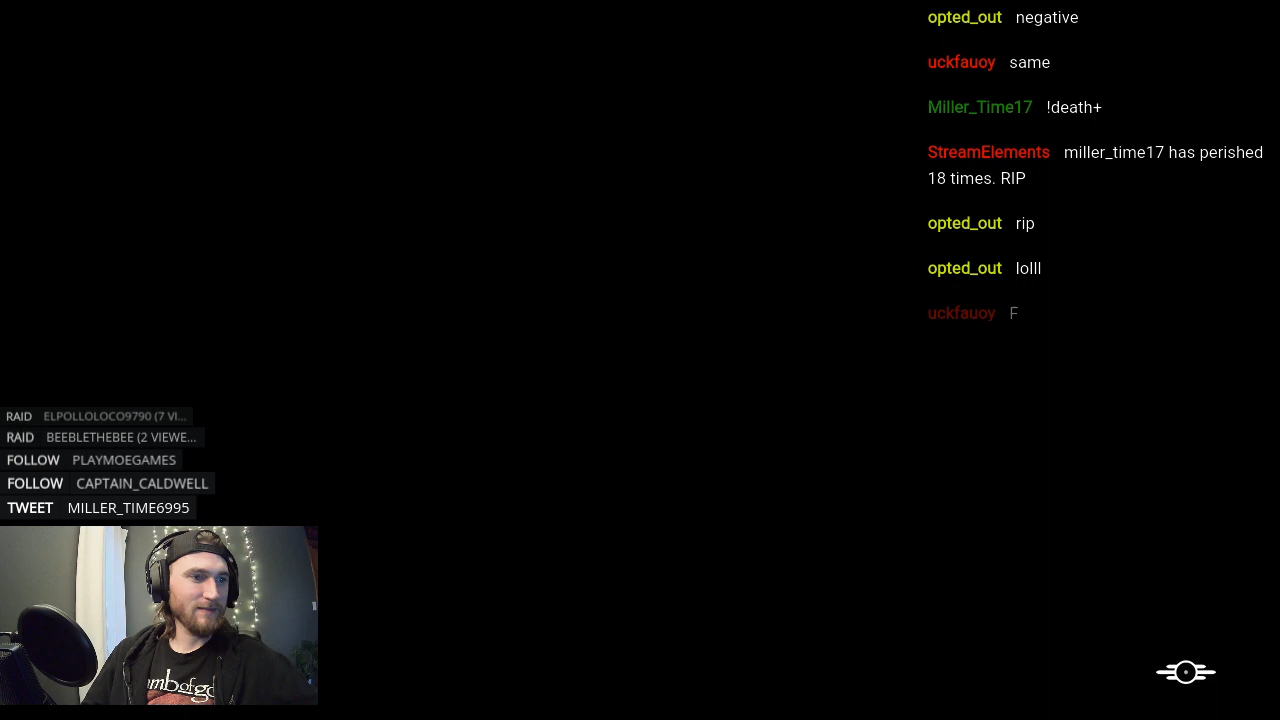 opted_out negative
uckfauoy same
Miller_Time17 !death+
StreamElements miller_time17 has perished
18 times. RIP
opted_out rip
opted_out lolll
uckfauoy F
RAID ELPOLLOLOCO9790 (7 VI...
RAID BEEBLETHEBEE (2 VIEWE...
FOLLOW PLAYMOEGAMES
FOLLOW CAPTAIN_CALDWELL
TWEET MILLER_TIME6995